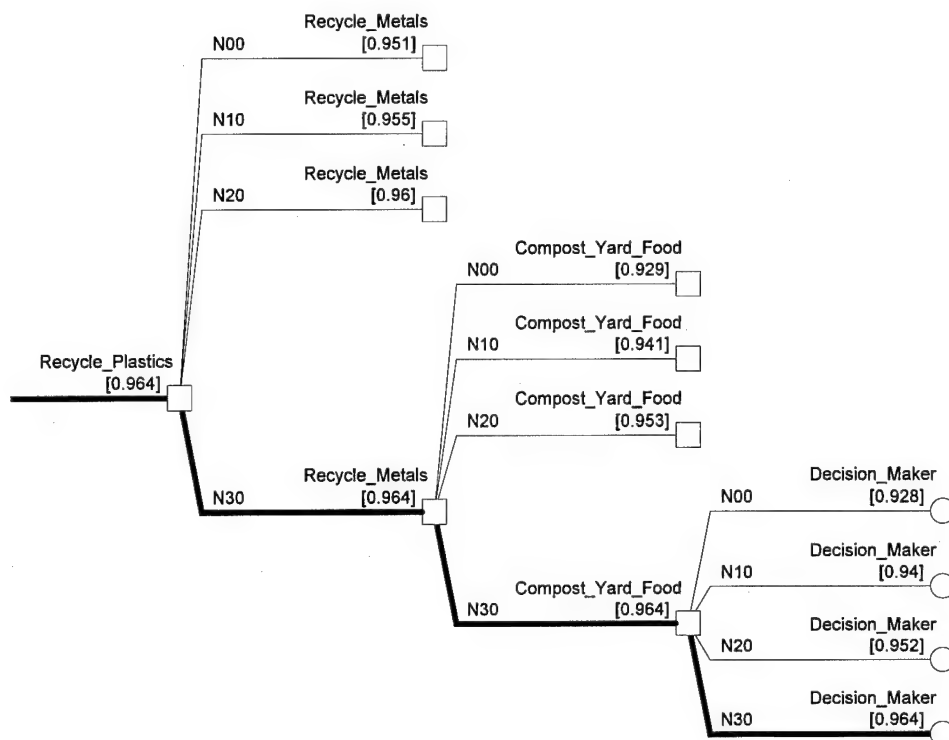 Recycle_Metals
N00 [0.951]
Recycle_Metals
N10 [0.955]
Recycle_Metals
N20 [0.96]
Compost_Yard_Food
N00 [0.929]
Compost_Yard_Food
N10 [0.941]
Recycle_Plastics
[0.964]
Compost_Yard_Food
N20 [0.953]
Recycle_Metals
N30 [0.964]
Decision_Maker
N00 [0.928]
Decision_Maker
N10 [0.94]
Compost_Yard_Food
N30 [0.964]
Decision_Maker
N20 [0.952]
Decision_Maker
N30 [0.964]